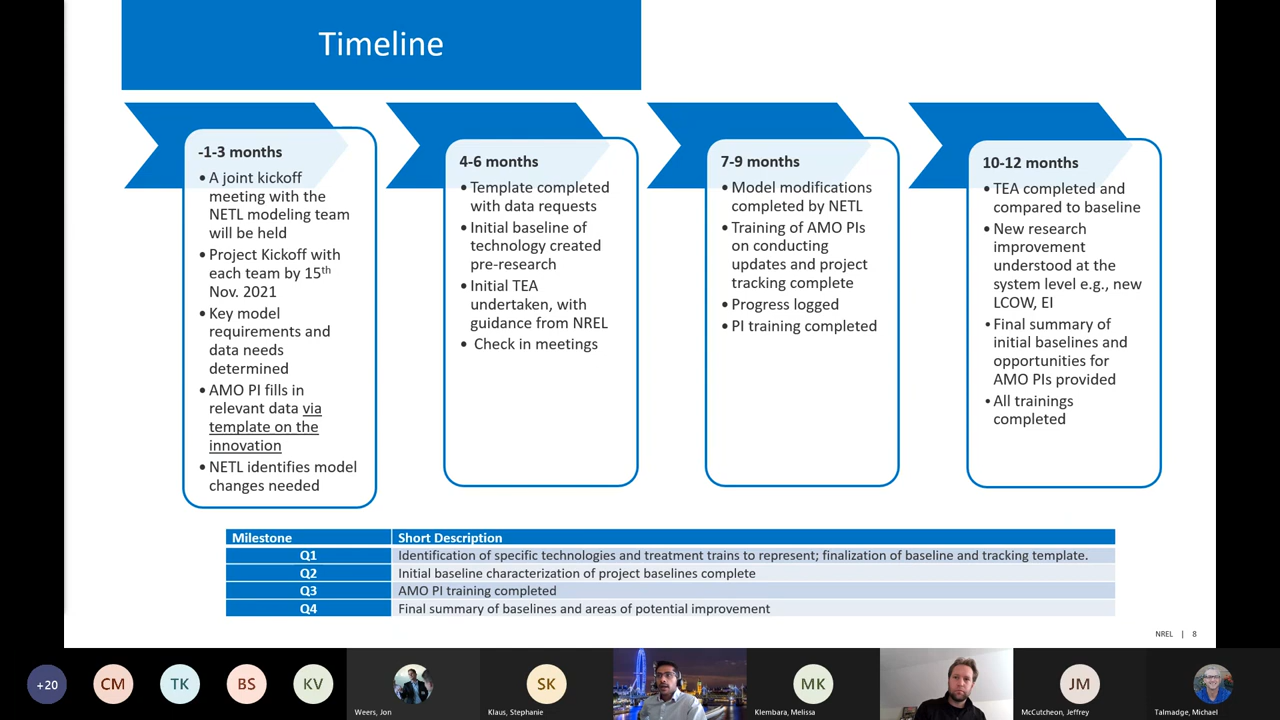 Timeline
-1-3 months
• A joint kickoff
meeting with the
NETL modeling team
will be held
• Project Kickoff with
each team by 15th
Nov. 2021
• Key model
requirements and
data needs
determined
• AMO PI fills in
relevant data via
template on the
innovation
• NETL identifies model
changes needed
4-6 months
• Template completed
with data requests
• Initial baseline of
technology created
pre-research
• Initial TEA
undertaken, with
guidance from NREL
• Check in meetings
7-9 months
• Model modifications
completed by NETL
• Training of AMO PIs
on conducting
updates and project
tracking complete
• Progress logged
• PI training completed
10-12 months
• TEA completed and
compared to baseline
• New research
improvement
understood at the
system level e.g., new
LCOW, EI
• Final summary of
initial baselines and
opportunities for
AMO PIs provided
• All trainings
completed
Milestone Short Description
Q1 Identification of specific technologies and treatment trains to represent; finalization of baseline and tracking template.
Q2 Initial baseline characterization of project baselines complete
Q3 AMO PI training completed
Q4 Final summary of baselines and areas of potential improvement
NREL | 8
+20 CM TK BS KV SK MK JM
Weers, Jon Klaus, Stephanie Klembara, Melissa McCutcheon, Jeffrey Talmadge, Michael